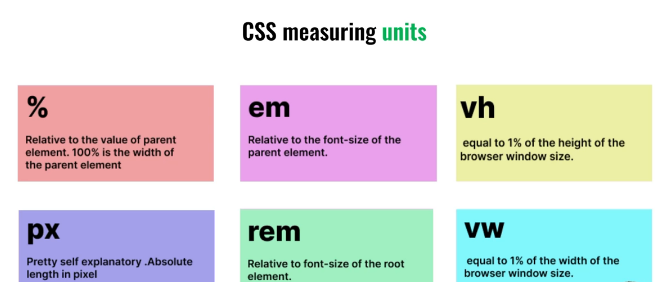 CSS measuring units
%
Relative to the value of parent
element. 100% is the width of
the parent element
em
Relative to the font-size of the
parent element.
vh
equal to 1% of the height of the
browser window size.
px
Pretty self explanatory .Absolute
length in pixel
rem
Relative to font-size of the root
element.
vw
equal to 1% of the width of the
browser window size.